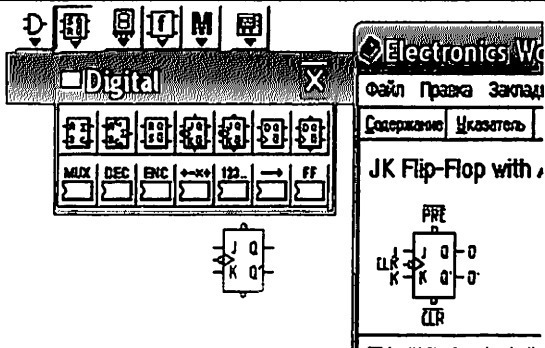 M
Digital
Electronics Wo
Файл Правка Заклад
Содержание Указатель
MUX DEC ENC 123.. FF
JK Flip-Flop with
PRE
J Q
K Q'
J J Q Q
CLR
K K Q' Q'
CLR